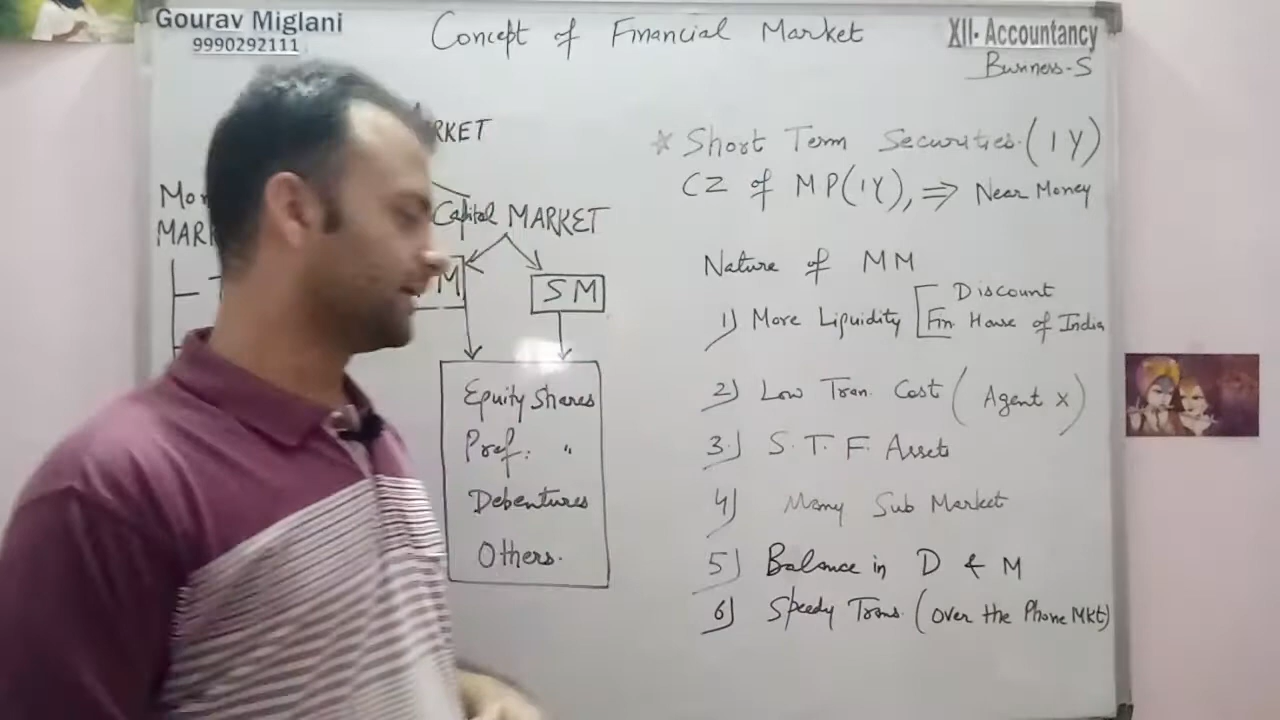 Gourav Miglani
9990292111
Concept of Financial Market
XII- Accountancy
Business-S
RKET
Mon
MARK
Capital MARKET
M
SM
Equity Shares
Pref. "
Debentures
Others.
* Short Term Securities. (1Y)
CZ of MP(1Y), ⇒ Near Money
Nature of MM
1) More Liquidity [ Discount
Fin House of India
2) Low Tran. Cost (Agent x)
3) S. T. F. Assets
4) Many Sub Market
5) Balance in D & M
6) Speedy Trans. (Over the Phone MKt)